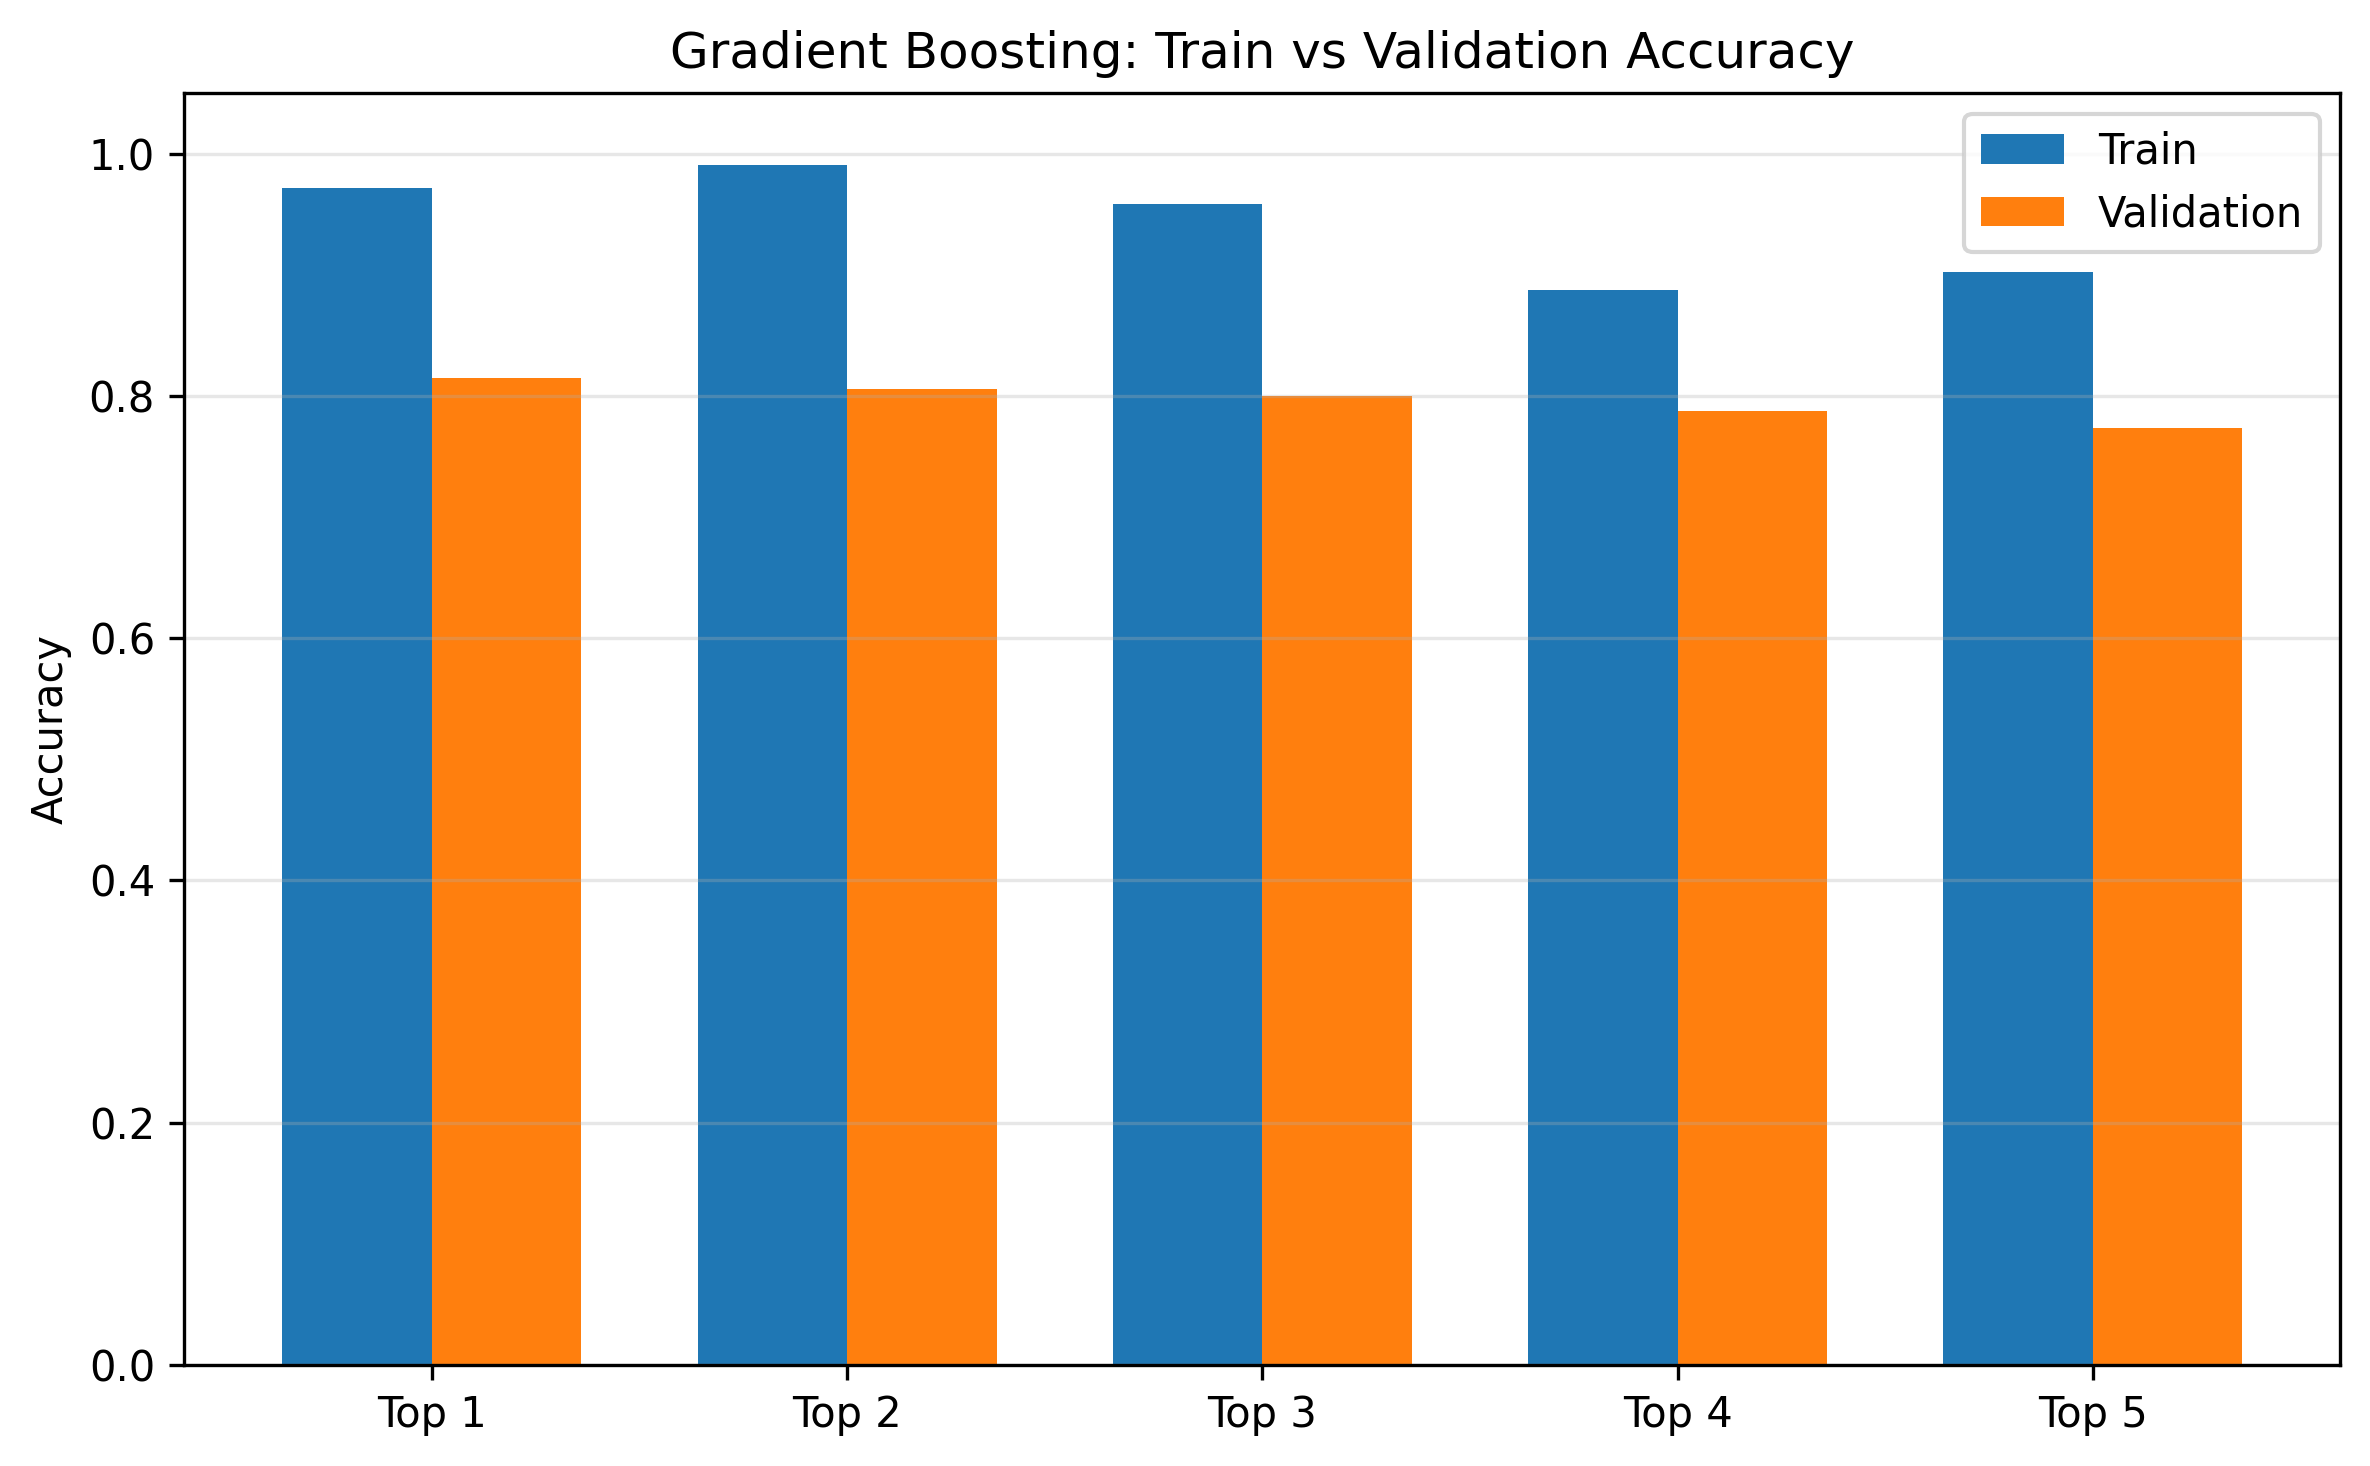 Gradient Boosting: Train vs Validation Accuracy
Train
Validation
Accuracy
1.0
0.8
0.6
0.4
0.2
0.0
Top 1
Top 2
Top 3
Top 4
Top 5